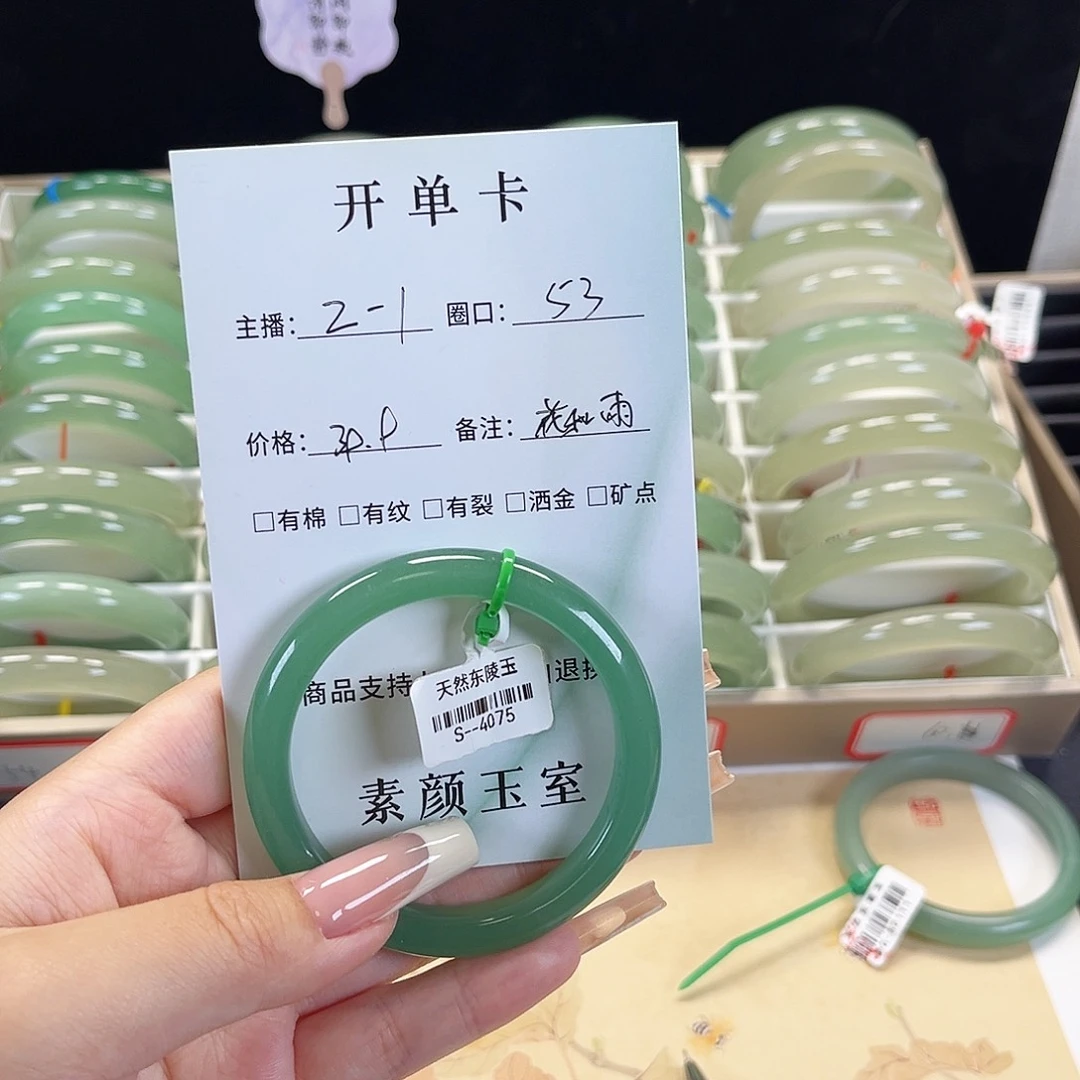 开单卡
主播: 2-1 圈口: 53
价格: 备注:
□有棉 □有纹 □有裂 □洒金 □矿点
天然东陵玉
S--4075
商品支持 退换
素颜玉室